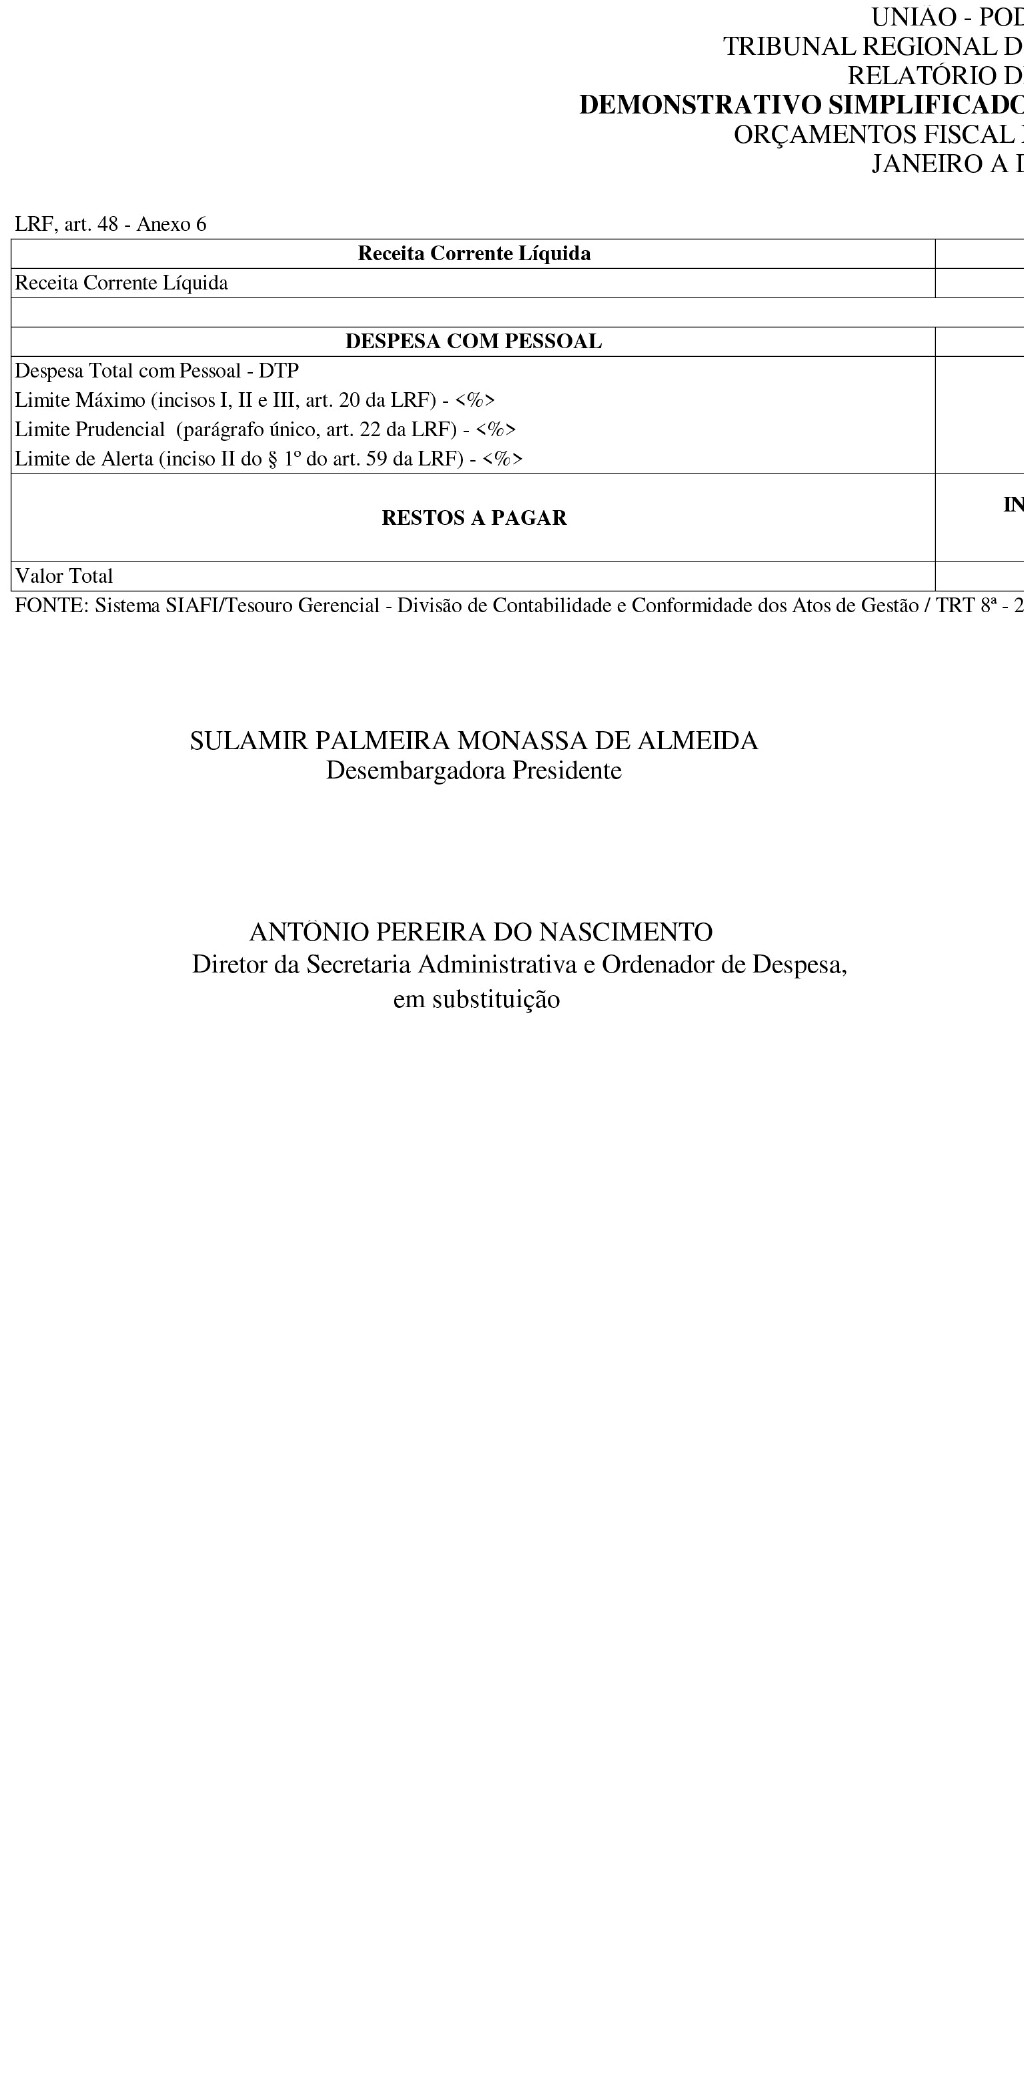 UNIÃO - POD
TRIBUNAL REGIONAL D
RELATÓRIO D
DEMONSTRATIVO SIMPLIFICADO
ORÇAMENTOS FISCAL
JANEIRO A D
LRF, art. 48 - Anexo 6
Receita Corrente Líquida
Receita Corrente Líquida
DESPESA COM PESSOAL
Despesa Total com Pessoal - DTP
Limite Máximo (incisos I, II e III, art. 20 da LRF) - <%>
Limite Prudencial (parágrafo único, art. 22 da LRF) - <%>
Limite de Alerta (inciso II do § 1º do art. 59 da LRF) - <%>
RESTOS A PAGAR
IN
Valor Total
FONTE: Sistema SIAFI/Tesouro Gerencial - Divisão de Contabilidade e Conformidade dos Atos de Gestão / TRT 8ª - 2
SULAMIR PALMEIRA MONASSA DE ALMEIDA
Desembargadora Presidente
ANTÔNIO PEREIRA DO NASCIMENTO
Diretor da Secretaria Administrativa e Ordenador de Despesa,
em substituição